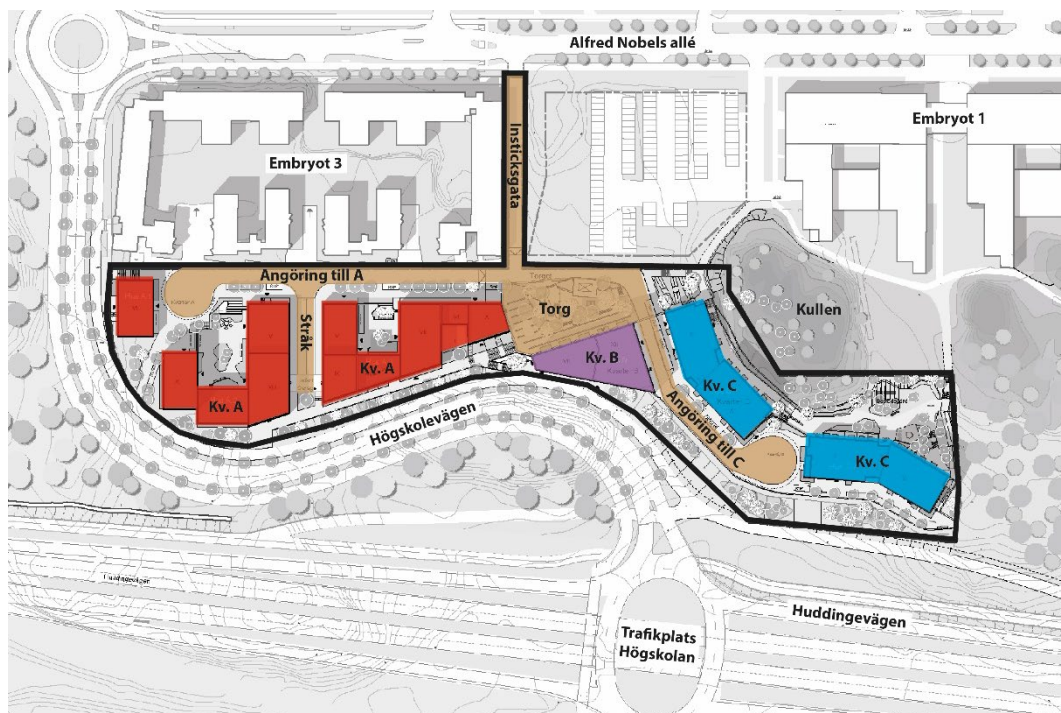 Alfred Nobels allé
Embryot 1
Insticksgata
Embryot 3
Angöring till A
Torg
Kullen
Stråk
Kv. B
Kv. A
Kv. C
Kv. A
Angöring till C
Högskolevägen
Kv. C
Huddingevägen
Huddingevägen
Trafikplats
Högskolan